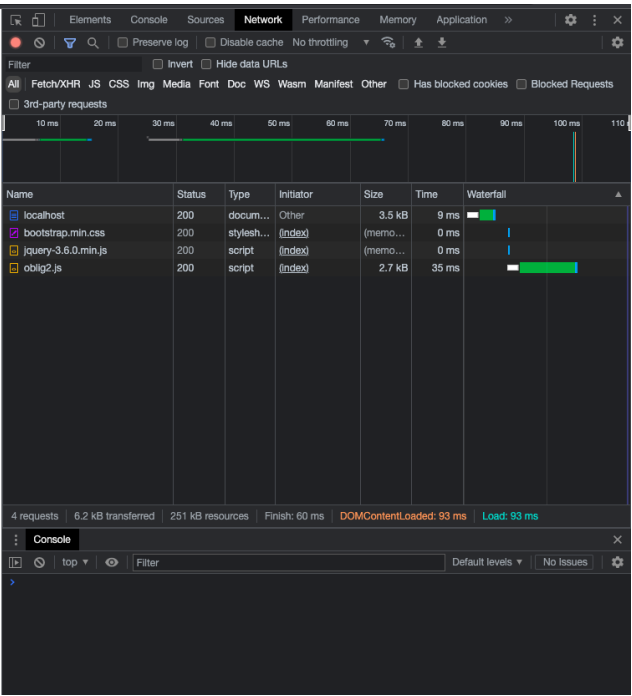 Elements Console Sources Network Performance Memory Application »
Preserve log Disable cache No throttling
Filter Invert Hide data URLs
All Fetch/XHR JS CSS Img Media Font Doc WS Wasm Manifest Other Has blocked cookies Blocked Requests
3rd-party requests
10 ms 20 ms 30 ms 40 ms 50 ms 60 ms 70 ms 80 ms 90 ms 100 ms 110
Name Status Type Initiator Size Time Waterfall
localhost 200 docum... Other 3.5 kB 9 ms
bootstrap.min.css 200 stylesh... (index) (memo... 0 ms
jquery-3.6.0.min.js 200 script (index) (memo... 0 ms
oblig2.js 200 script (index) 2.7 kB 35 ms
4 requests 6.2 kB transferred 251 kB resources Finish: 60 ms DOMContentLoaded: 93 ms Load: 93 ms
Console
top Filter Default levels No Issues